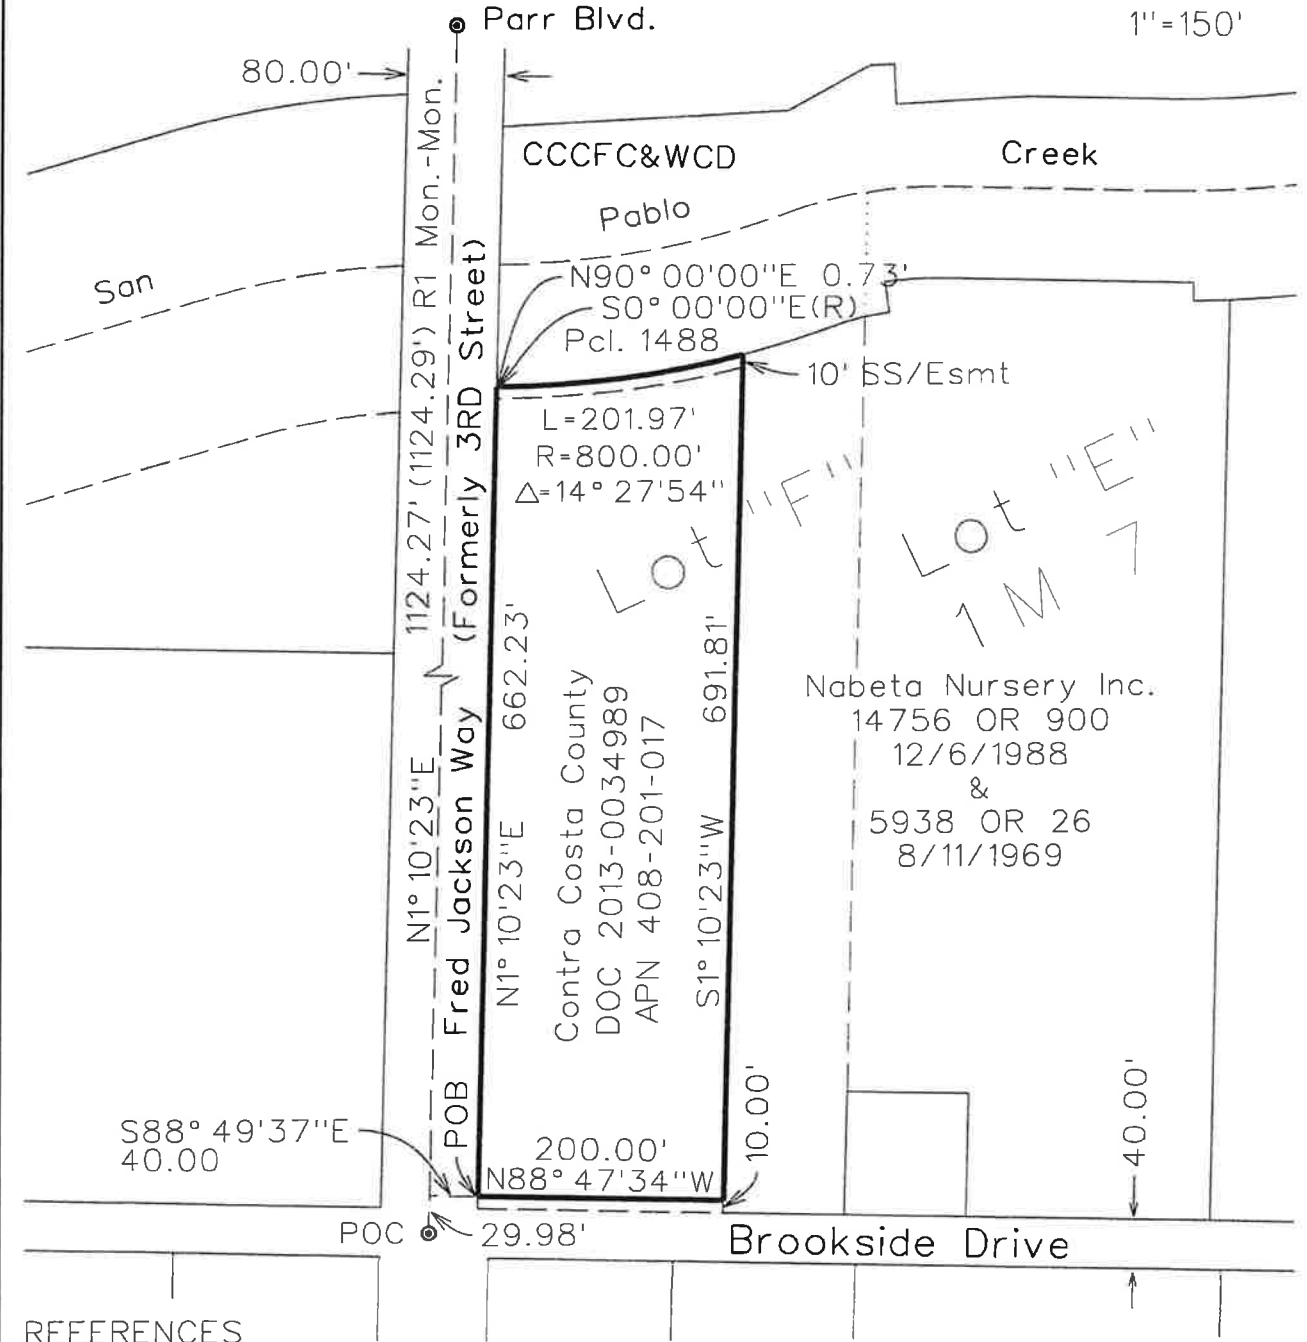 Parr Blvd.
1"=150'
80.00'
CCCFC&WCD
Creek
Pablo
San
N90°00'00"E 0.73'
S0°00'00"E(R)
Pcl. 1488
10' SS/Esmt
L=201.97'
R=800.00'
Δ=14°27'54"
Lot "F"
Lot "E"
1 M 7
1124.27' (1124.29') R1 Mon.-Mon.
N1°10'23"E
Fred Jackson Way (Formerly 3RD Street)
662.23'
N1°10'23"E
Contra Costa County
DOC 2013-0034989
APN 408-201-017
691.81'
S1°10'23"W
Nabeta Nursery Inc.
14756 OR 900
12/6/1988
&
5938 OR 26
8/11/1969
S88°49'37"E
40.00
POB
200.00'
N88°47'34"W
10.00'
40.00'
POC
29.98'
Brookside Drive
REFERENCES